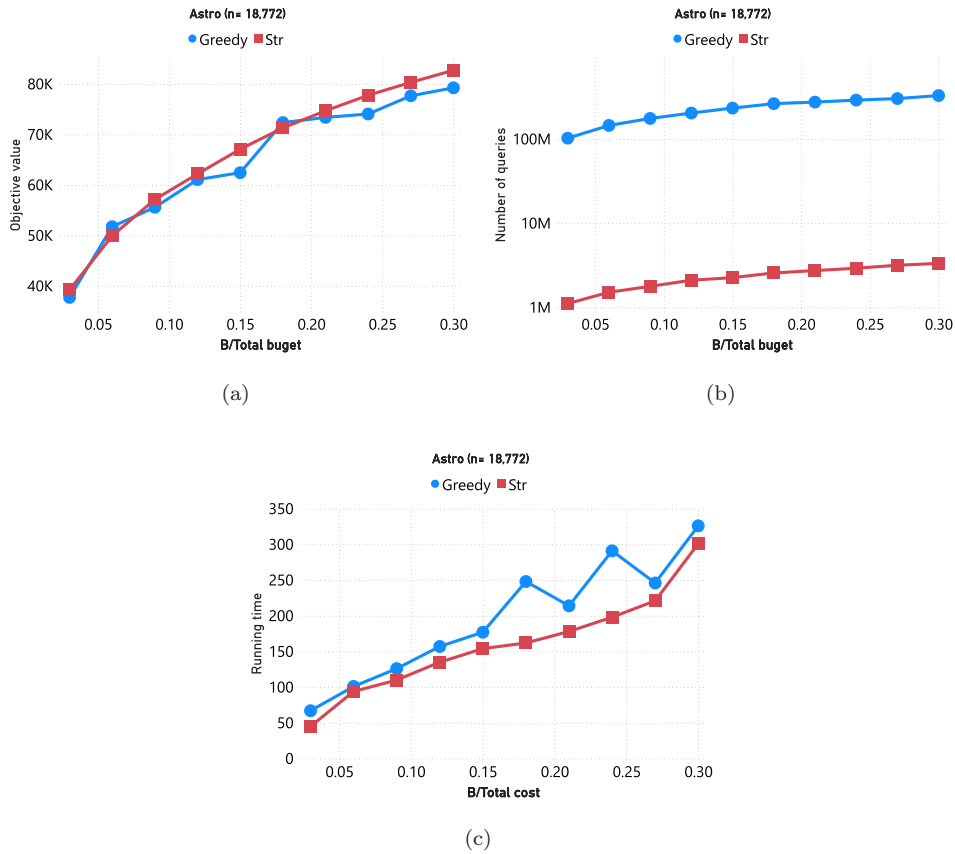 Astro (n= 18,772)
Greedy Str
80K
70K
60K
50K
40K
Objective value
0.05 0.10 0.15 0.20 0.25 0.30
B/Total buget
(a)
Astro (n= 18,772)
Greedy Str
100M
10M
1M
Number of queries
0.05 0.10 0.15 0.20 0.25 0.30
B/Total buget
(b)
Astro (n= 18,772)
Greedy Str
350
300
250
200
150
100
50
0
Running time
0.05 0.10 0.15 0.20 0.25 0.30
B/Total cost
(c)